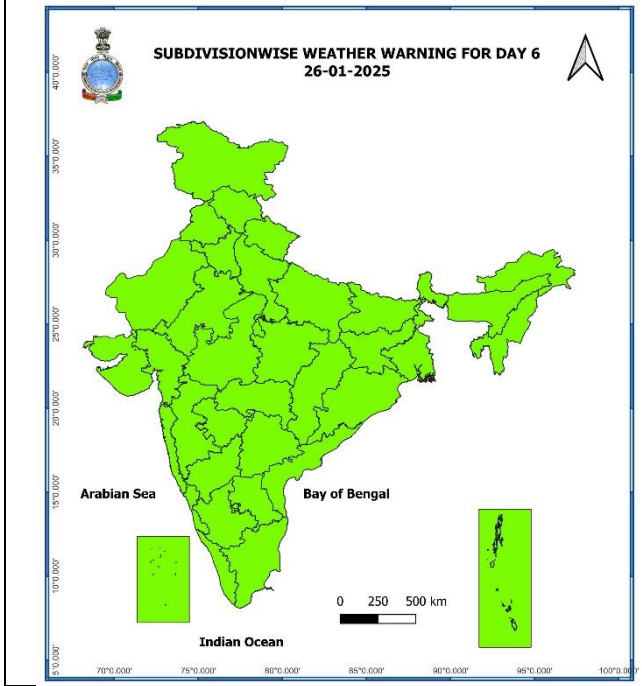 SUBDIVISIONWISE WEATHER WARNING FOR DAY 6
26-01-2025
40°0.000'
35°0.000'
30°0.000'
25°0.000'
20°0.000'
15°0.000'
10°0.000'
5°0.000'
Arabian Sea
Bay of Bengal
0 250 500 km
Indian Ocean
70°0.000' 75°0.000' 80°0.000' 85°0.000' 90°0.000' 95°0.000' 100°0.000'